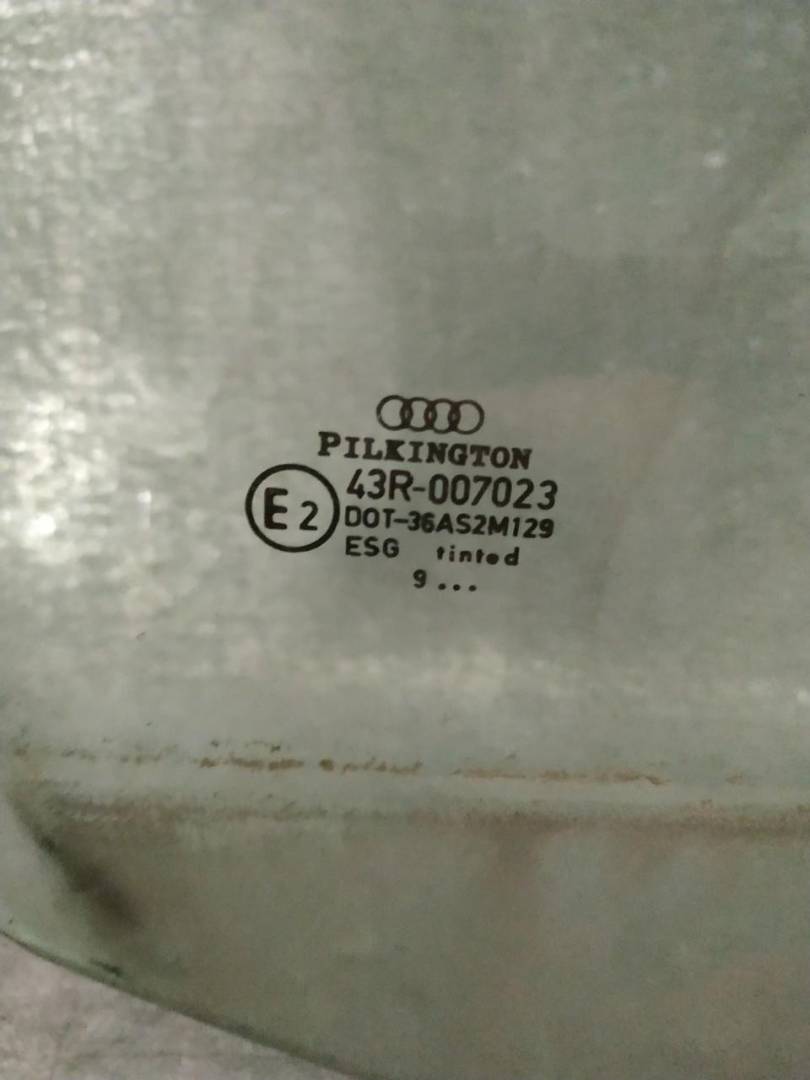 PILKINGTON
E2
43R-007023
DOT-36AS2M129
ESG tinted
9...